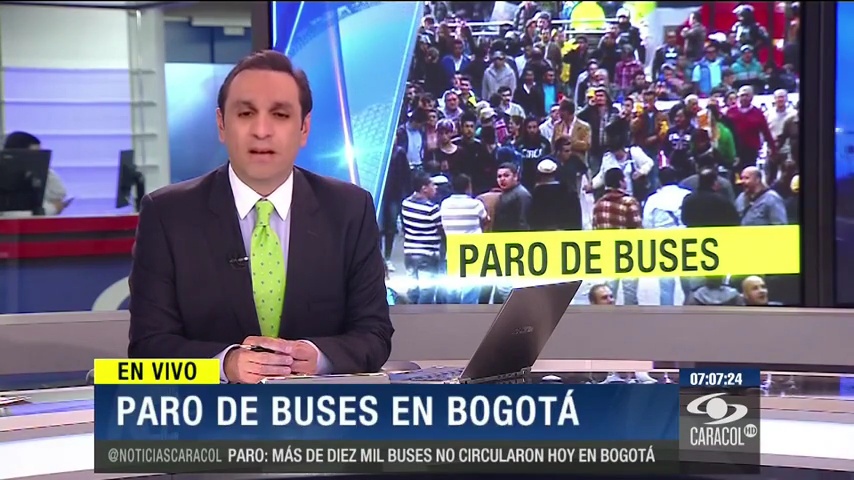 PARO DE BUSES
EN VIVO
07:07:24
PARO DE BUSES EN BOGOTÁ
CARACOL HD
@NOTICIASCARACOL PARO: MÁS DE DIEZ MIL BUSES NO CIRCULARON HOY EN BOGOTÁ